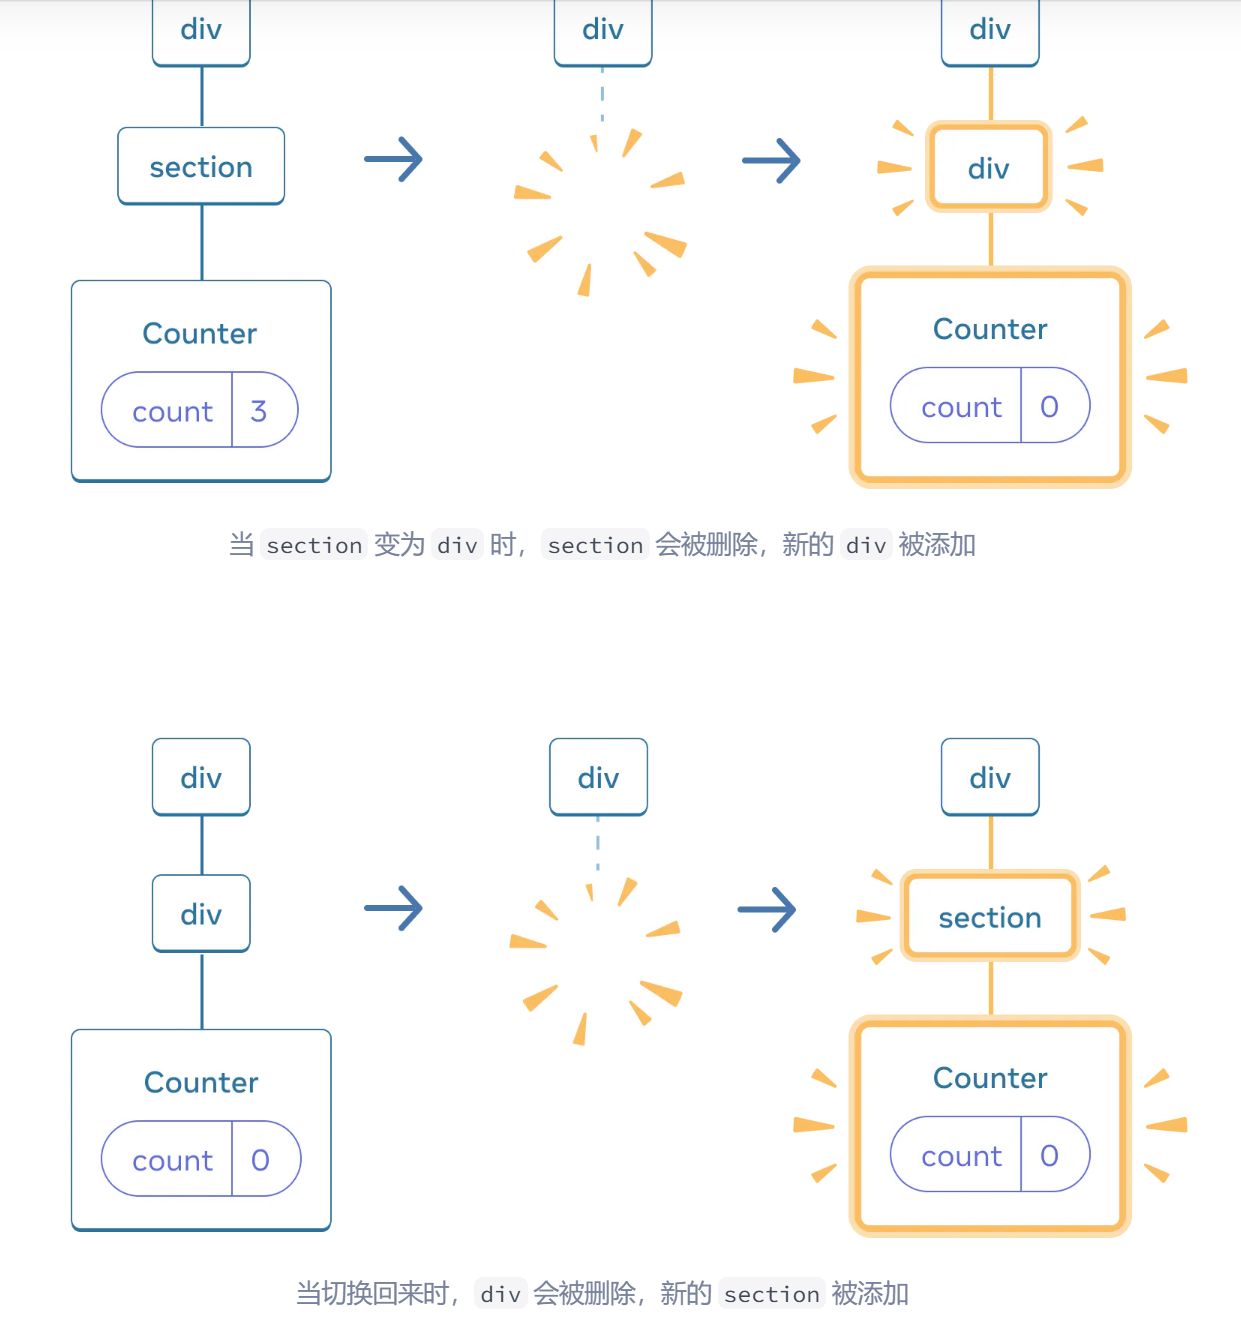 div div div
section
div
Counter
Counter
count 3
count 0
当 section 变为 div 时，section 会被删除，新的 div 被添加
div div div
div
section
Counter
Counter
count 0
count 0
当切换回来时，div 会被删除，新的 section 被添加